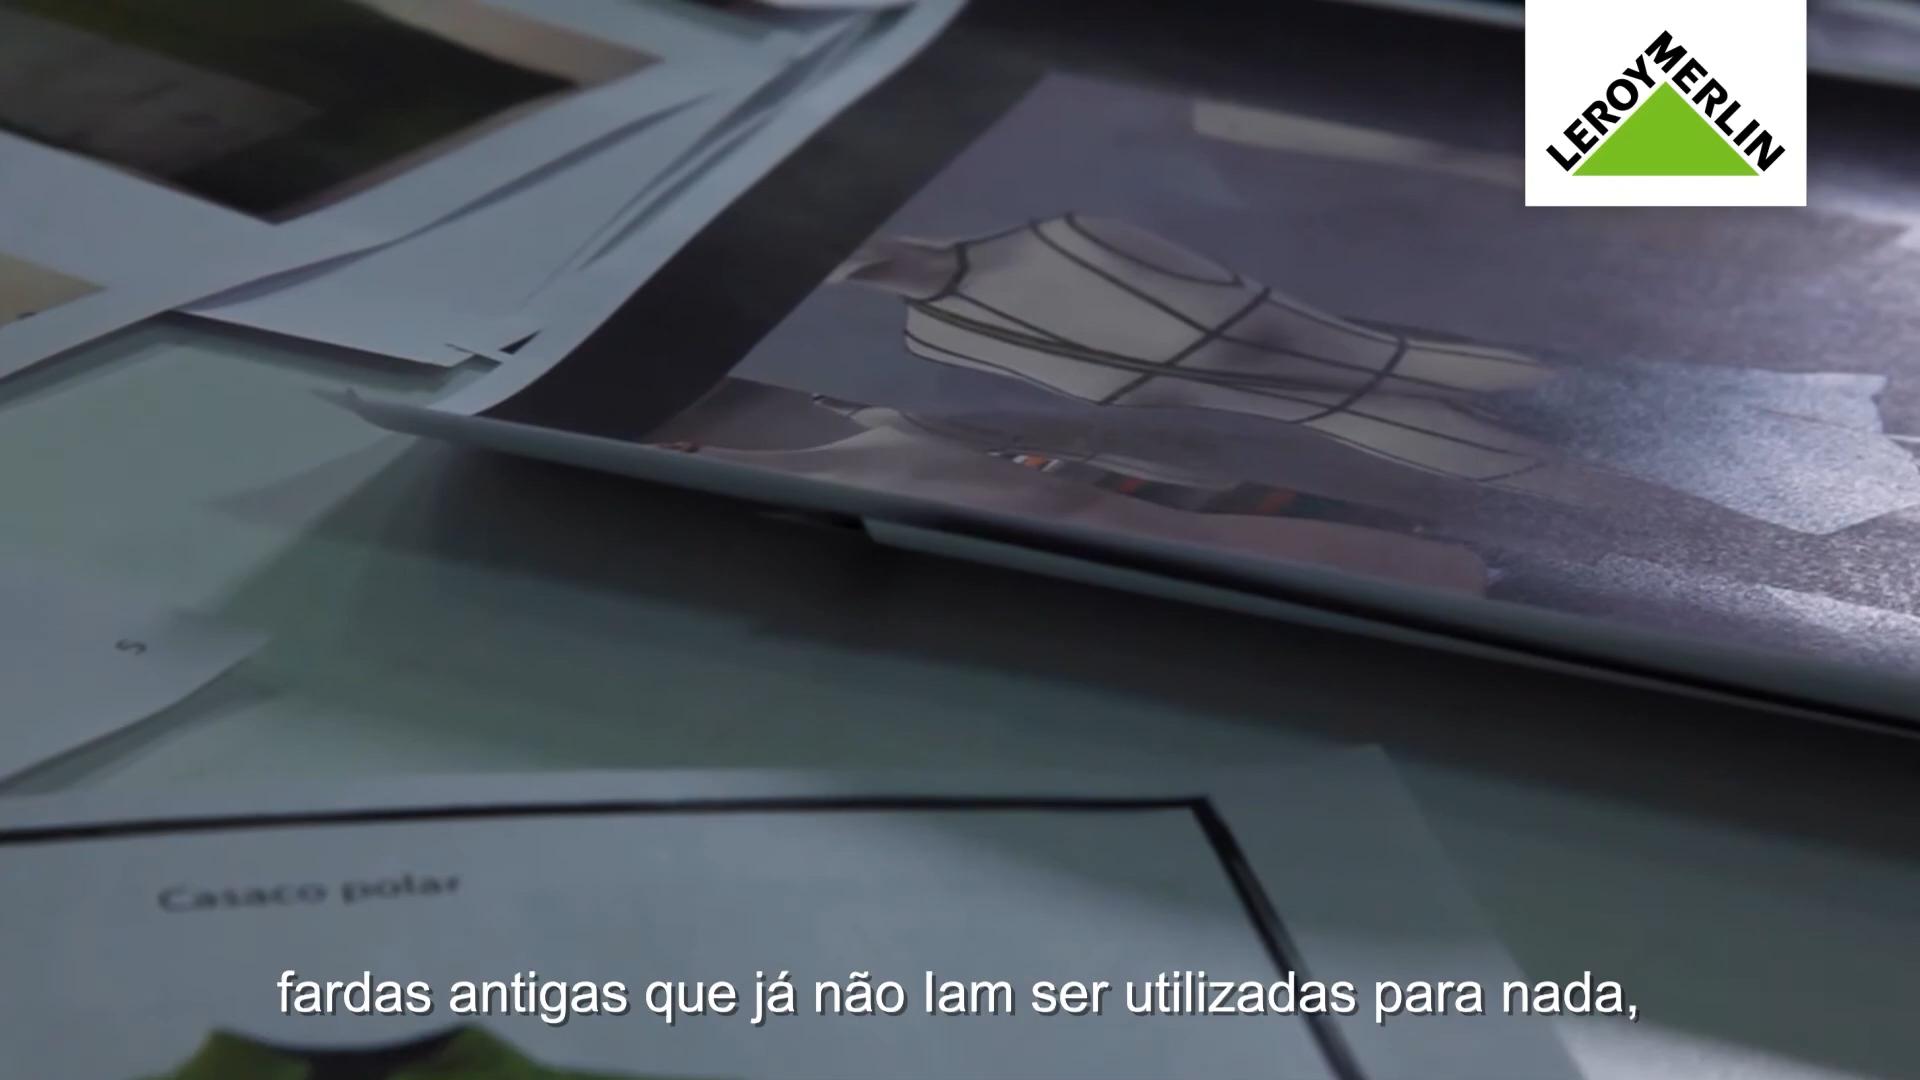 LEROY MERLIN
S
Casaco polar
fardas antigas que já não Iam ser utilizadas para nada,